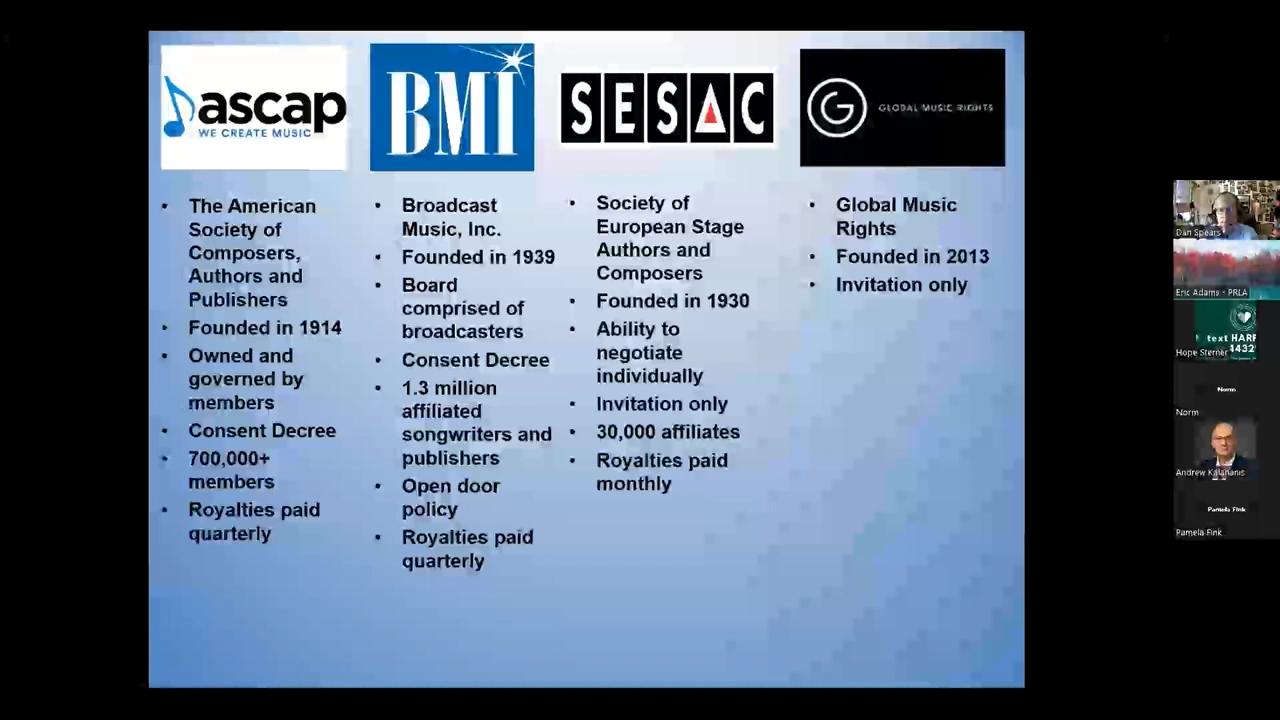 ascap
WE CREATE MUSIC
BMI
SESAC
G GLOBAL MUSIC RIGHTS
• The American
Society of
Composers,
Authors and
Publishers
• Founded in 1914
• Owned and
governed by
members
• Consent Decree
• 700,000+
members
• Royalties paid
quarterly
• Broadcast
Music, Inc.
• Founded in 1939
• Board
comprised of
broadcasters
• Consent Decree
• 1.3 million
affiliated
songwriters and
publishers
• Open door
policy
• Royalties paid
quarterly
• Society of
European Stage
Authors and
Composers
• Founded in 1930
• Ability to
negotiate
individually
• Invitation only
• 30,000 affiliates
• Royalties paid
monthly
• Global Music
Rights
• Founded in 2013
• Invitation only
Dan Spears
Eric Adams - PRLA
text HARF
Hope Sterner
Norm
Norm
Andrew
Pamela Fink
Pamela Fink